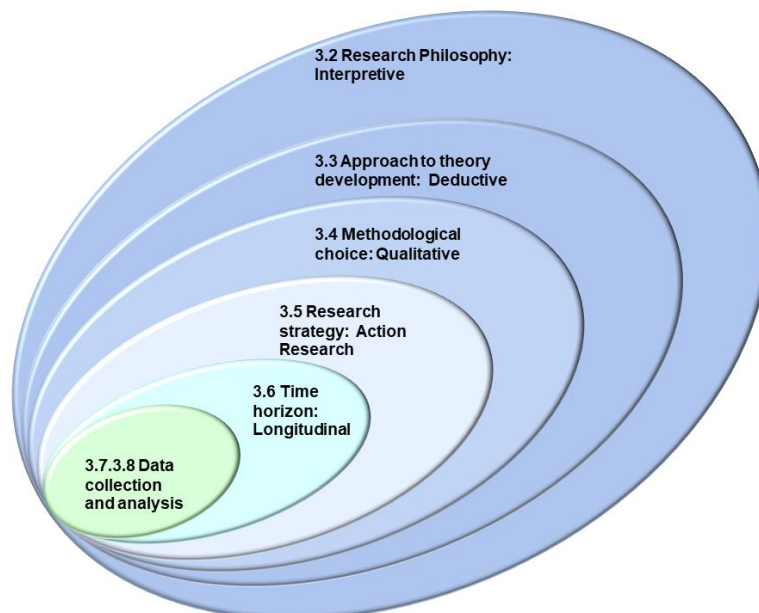 3.2 Research Philosophy:
Interpretive
3.3 Approach to theory
development: Deductive
3.4 Methodological
choice: Qualitative
3.5 Research
strategy: Action
Research
3.6 Time
horizon:
Longitudinal
3.7.3.8 Data
collection
and analysis